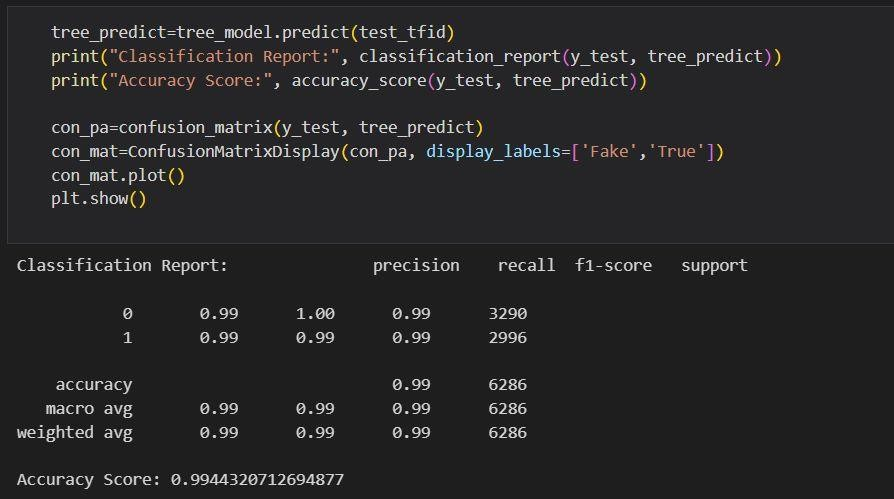 tree_predict=tree_model.predict(test_tfid)
print("Classification Report:", classification_report(y_test, tree_predict))
print("Accuracy Score:", accuracy_score(y_test, tree_predict))
con_pa=confusion_matrix(y_test, tree_predict)
con_mat=ConfusionMatrixDisplay(con_pa, display_labels=['Fake','True'])
con_mat.plot()
plt.show()
Classification Report: precision recall f1-score support
0 0.99 1.00 0.99 3290
1 0.99 0.99 0.99 2996
accuracy 0.99 6286
macro avg 0.99 0.99 0.99 6286
weighted avg 0.99 0.99 0.99 6286
Accuracy Score: 0.9944320712694877